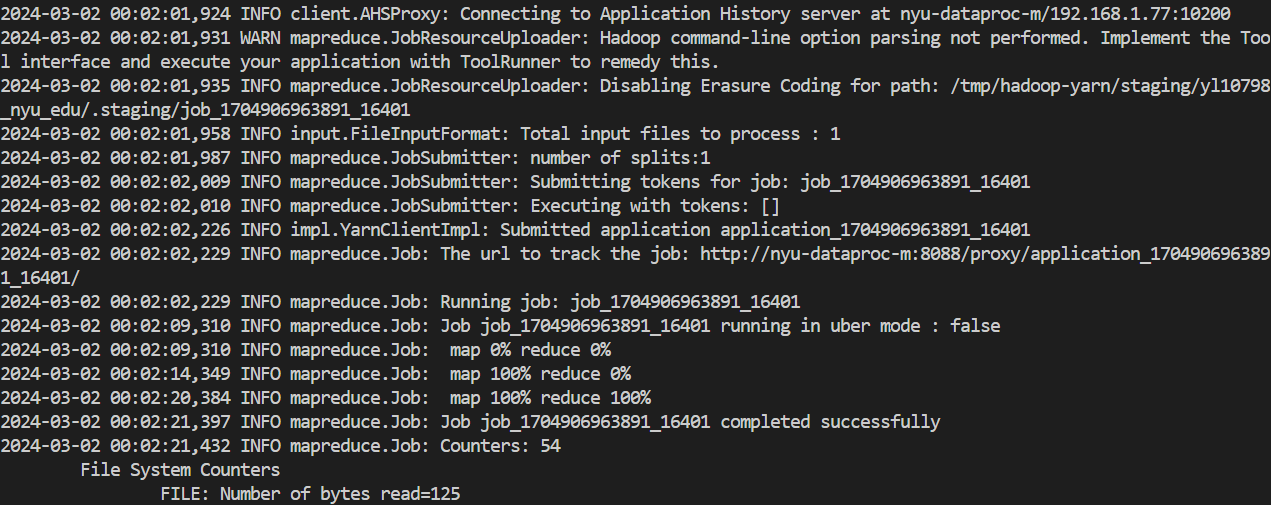 2024-03-02 00:02:01,924 INFO client.AHSProxy: Connecting to Application History server at nyu-dataproc-m/192.168.1.77:10200
2024-03-02 00:02:01,931 WARN mapreduce.JobResourceUploader: Hadoop command-line option parsing not performed. Implement the Too
l interface and execute your application with ToolRunner to remedy this.
2024-03-02 00:02:01,935 INFO mapreduce.JobResourceUploader: Disabling Erasure Coding for path: /tmp/hadoop-yarn/staging/yl10798
_nyu_edu/.staging/job_1704906963891_16401
2024-03-02 00:02:01,958 INFO input.FileInputFormat: Total input files to process : 1
2024-03-02 00:02:01,987 INFO mapreduce.JobSubmitter: number of splits:1
2024-03-02 00:02:02,009 INFO mapreduce.JobSubmitter: Submitting tokens for job: job_1704906963891_16401
2024-03-02 00:02:02,010 INFO mapreduce.JobSubmitter: Executing with tokens: []
2024-03-02 00:02:02,226 INFO impl.YarnClientImpl: Submitted application application_1704906963891_16401
2024-03-02 00:02:02,229 INFO mapreduce.Job: The url to track the job: http://nyu-dataproc-m:8088/proxy/application_170490696389
1_16401/
2024-03-02 00:02:02,229 INFO mapreduce.Job: Running job: job_1704906963891_16401
2024-03-02 00:02:09,310 INFO mapreduce.Job: Job job_1704906963891_16401 running in uber mode : false
2024-03-02 00:02:09,310 INFO mapreduce.Job:  map 0% reduce 0%
2024-03-02 00:02:14,349 INFO mapreduce.Job:  map 100% reduce 0%
2024-03-02 00:02:20,384 INFO mapreduce.Job:  map 100% reduce 100%
2024-03-02 00:02:21,397 INFO mapreduce.Job: Job job_1704906963891_16401 completed successfully
2024-03-02 00:02:21,432 INFO mapreduce.Job: Counters: 54
File System Counters
FILE: Number of bytes read=125